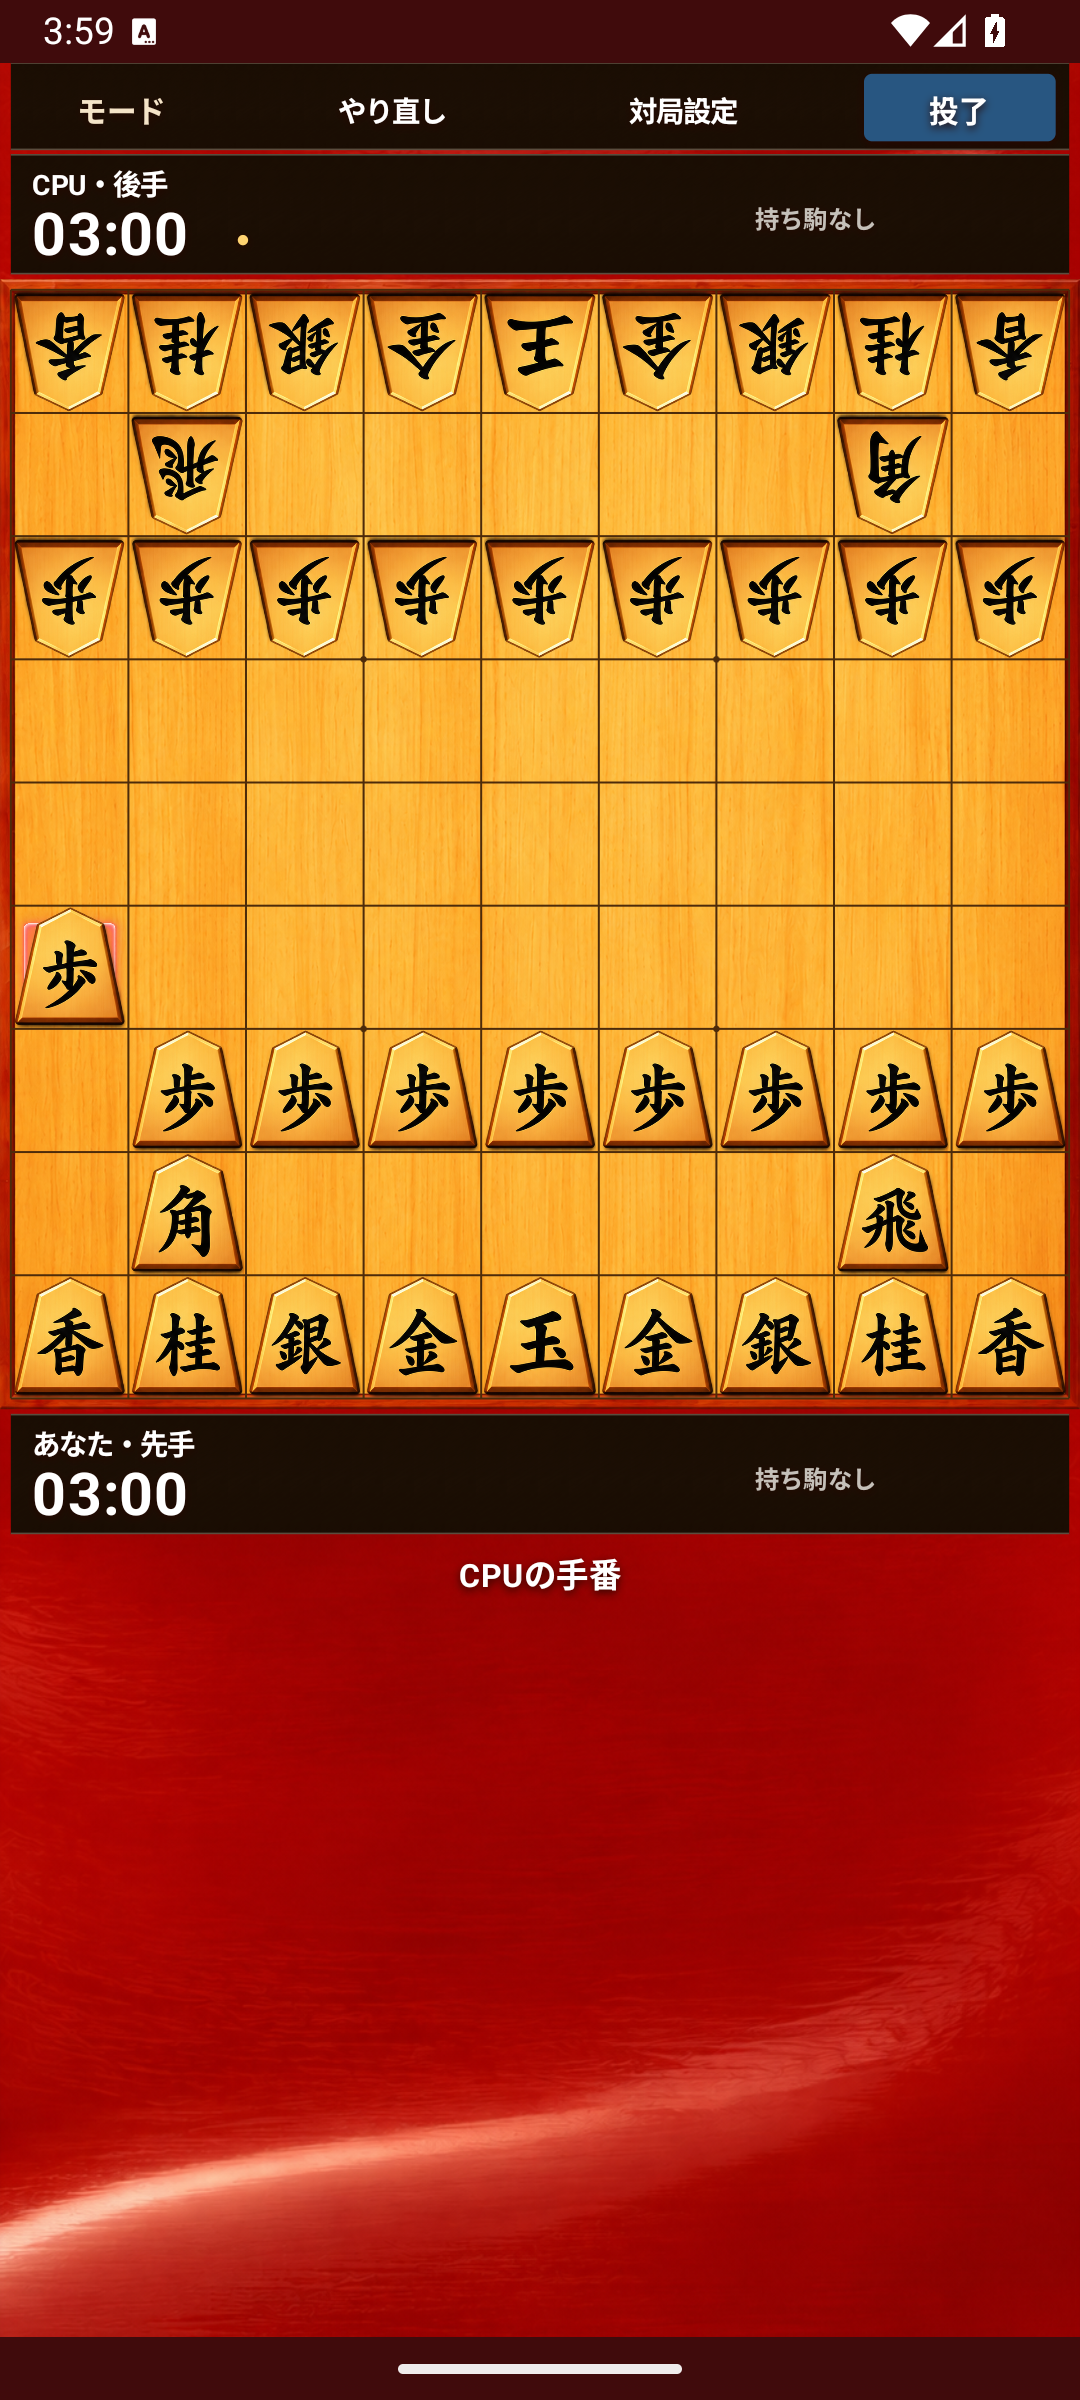 3:59 A
モード やり直し 対局設定 投了
CPU・後手
03:00
持ち駒なし
香 桂 銀 金 王 金 銀 桂 香
飛 角
歩 歩 歩 歩 歩 歩 歩 歩 歩
歩
歩 歩 歩 歩 歩 歩 歩 歩
角 飛
香 桂 銀 金 玉 金 銀 桂 香
あなた・先手
03:00
持ち駒なし
CPUの手番